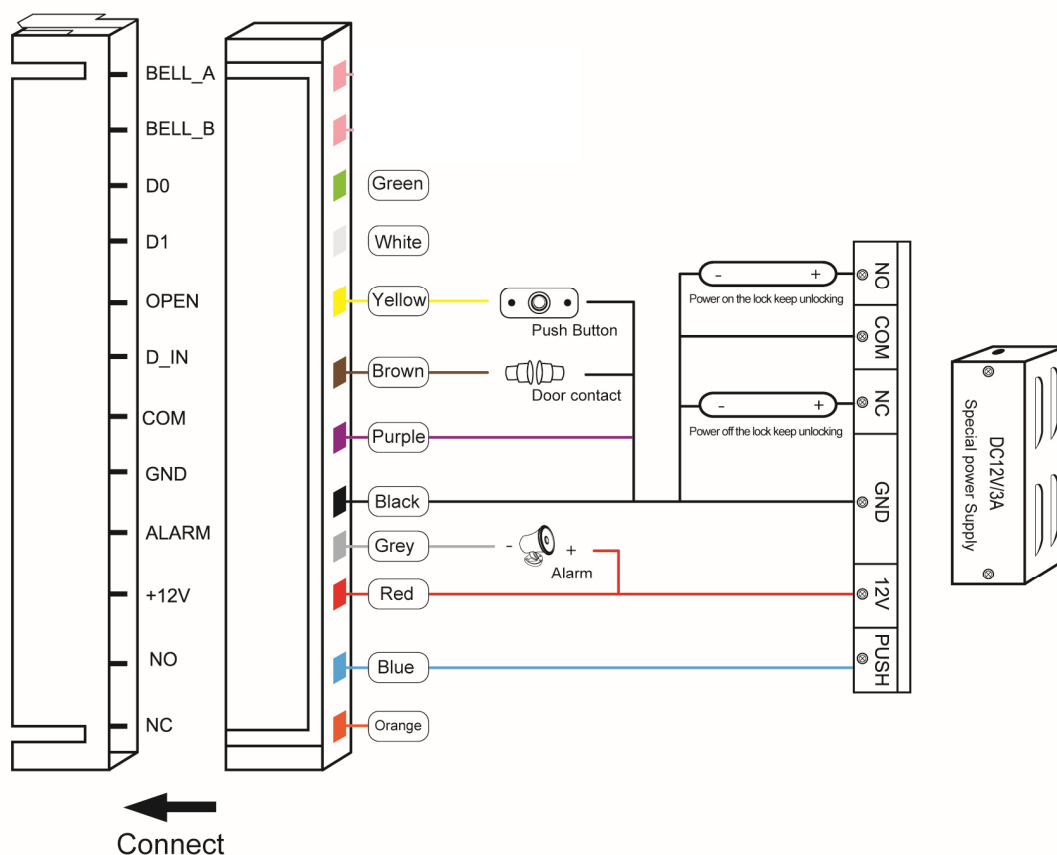 BELL_A
BELL_B
D0
D1
OPEN
D_IN
COM
GND
ALARM
+12V
NO
NC
Connect
Green
White
Yellow
Brown
Purple
Black
Grey
Red
Blue
Orange
Push Button
Door contact
- +
Alarm
- +
Power on the lock keep unlocking
- +
Power off the lock keep unlocking
NC
COM
NC
GND
12V
PUSH
DC12V/3A
Special power Supply